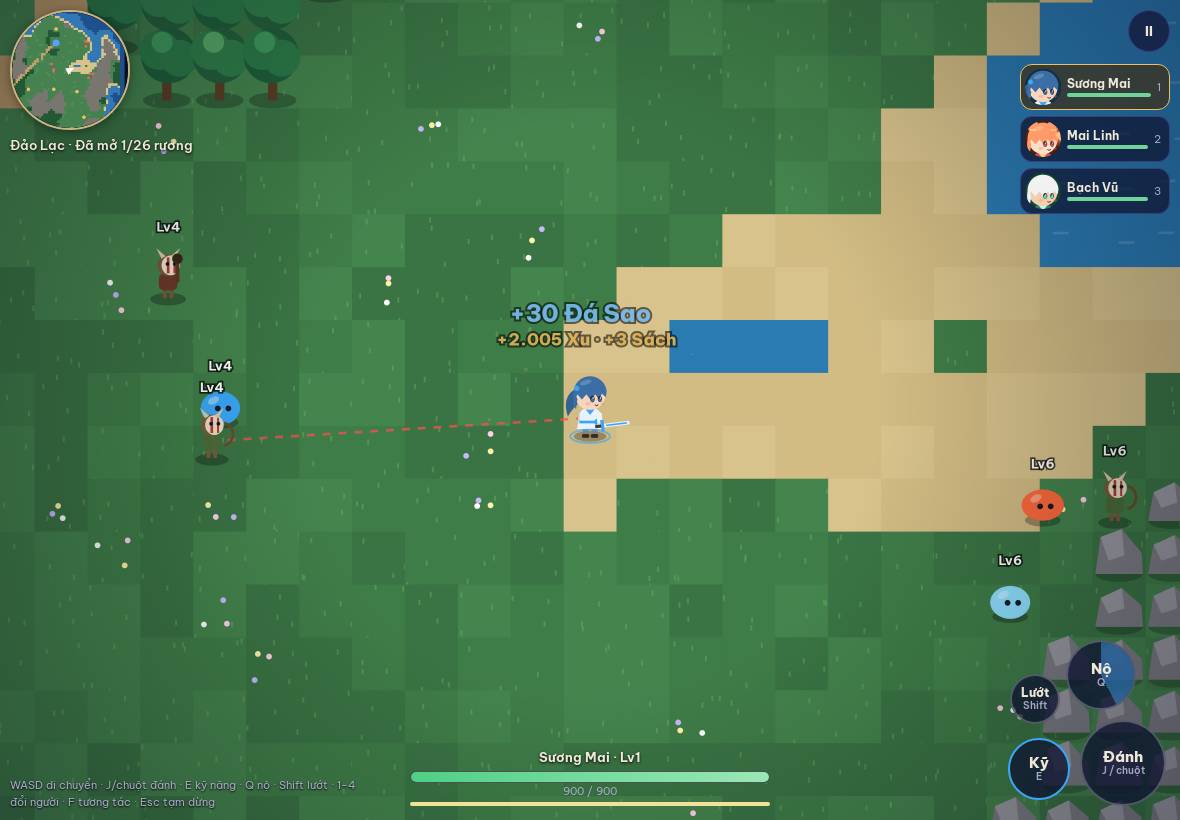 Đảo Lạc · Đã mở 1/26 rương
II
Sương Mai 1
Mai Linh 2
Bạch Vũ 3
Lv4
+30 Đá Sao
+2.005 Xu · +3 Sách
Lv4
Lv4
Lv6
Lv6
Lv6
Nộ
Q
Lướt
Shift
Kỹ
E
Đánh
J / chuột
Sương Mai · Lv1
900 / 900
WASD di chuyển · J/chuột đánh · E kỹ năng · Q nộ · Shift lướt · 1–4
đổi người · F tương tác · Esc tạm dừng